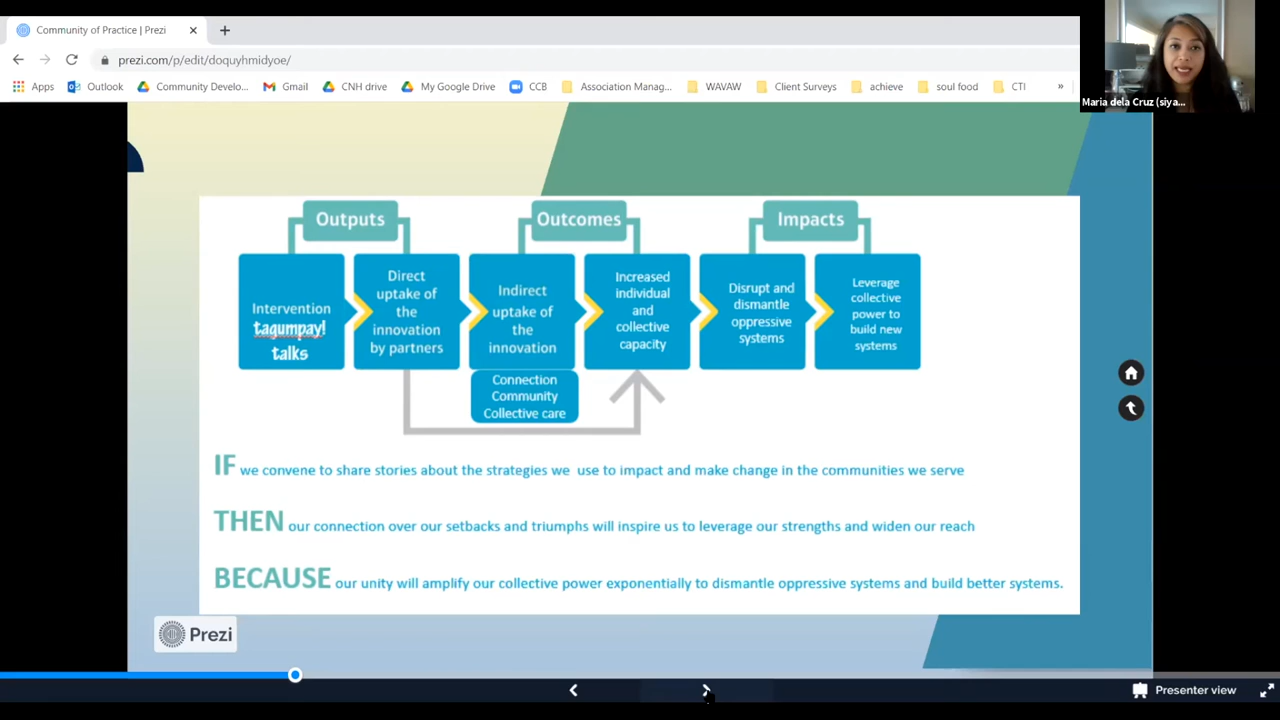 Community of Practice | Prezi
prezi.com/p/edit/doquyhmidyoe/
Apps
Outlook
Community Develo...
Gmail
CNH drive
My Google Drive
CCB
Association Manag...
WAVAW
Client Surveys
achieve
soul food
CTI
»
Maria dela Cruz (siya...
Outputs
Outcomes
Impacts
Intervention
tagumpay!
talks
Direct
uptake of
the
innovation
by partners
Indirect
uptake of
the
innovation
Connection
Community
Collective care
Increased
individual
and
collective
capacity
Disrupt and
dismantle
oppressive
systems
Leverage
collective
power to
build new
systems
IF we convene to share stories about the strategies we use to impact and make change in the communities we serve
THEN our connection over our setbacks and triumphs will inspire us to leverage our strengths and widen our reach
BECAUSE our unity will amplify our collective power exponentially to dismantle oppressive systems and build better systems.
Prezi
Presenter view